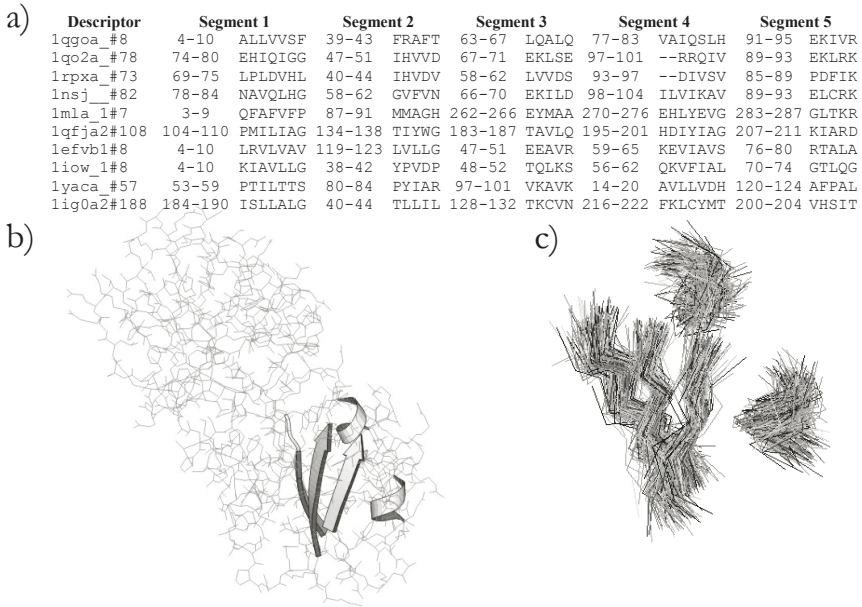 a)
Descriptor Segment 1 Segment 2 Segment 3 Segment 4 Segment 5
1qgoa_#8 4-10 ALLVVSF 39-43 FRAFT 63-67 LQALQ 77-83 VAIQSLH 91-95 EKIVR
1qo2a_#78 74-80 EHIQIGG 47-51 IHVVD 67-71 EKLSE 97-101 --RRQIV 89-93 EKLRK
1rpxa_#73 69-75 LPLDVHL 40-44 IHVDV 58-62 LVVDS 93-97 --DIVSV 85-89 PDFIK
1nsj__#82 78-84 NAVQLHG 58-62 GVFVN 66-70 EKILD 98-104 ILVIKAV 89-93 ELCRK
1mla_1#7 3-9 QFAFVFP 87-91 MMAGH 262-266 EYMAA 270-276 EHLYEVG 283-287 GLTKR
1qfja2#108 104-110 PMILIAG 134-138 TIYWG 183-187 TAVLQ 195-201 HDIYIAG 207-211 KIARD
1efvb1#8 4-10 LRVLVAV 119-123 LVLLG 47-51 EEAVR 59-65 KEVIAVS 76-80 RTALA
1iow_1#8 4-10 KIAVLLG 38-42 YPVDP 48-52 TQLKS 56-62 QKVFIAL 70-74 GTLQG
1yaca_#57 53-59 PTILTTS 80-84 PYIAR 97-101 VKAVK 14-20 AVLLVDH 120-124 AFPAL
1ig0a2#188 184-190 ISLLALG 40-44 TLLIL 128-132 TKCVN 216-222 FKLCYMT 200-204 VHSIT
b)
c)